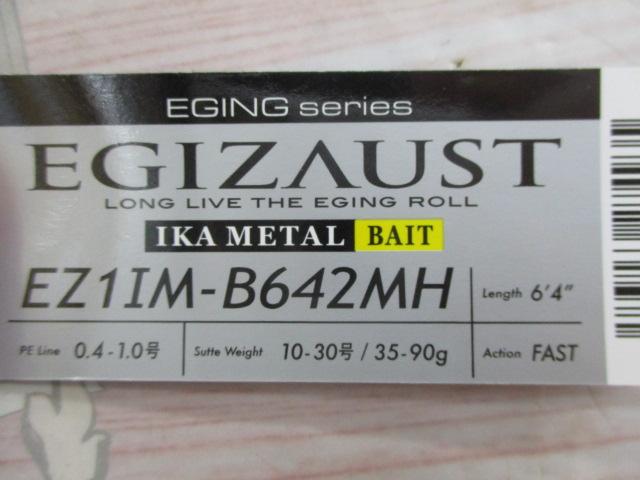 EGING series
EGIZAUST
LONG LIVE THE EGING ROLL
IKA METAL BAIT
EZ1IM-B642MH
Length 6'4"
PE Line 0.4-1.0号
Sutte Weight 10-30号/35-90g
Action FAST